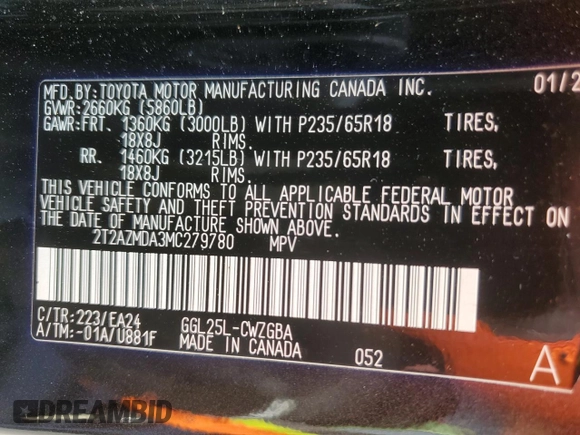 MFD.BY:TOYOTA MOTOR MANUFACTURING CANADA INC. 01/2
GVWR:2660KG (5860LB)
GAWR:FRT. 1360KG (3000LB) WITH P235/65R18 TIRES,
18X8J RIMS.
RR. 1460KG (3215LB) WITH P235/65R18 TIRES,
18X8J RIMS.
THIS VEHICLE CONFORMS TO ALL APPLICABLE FEDERAL MOTOR
VEHICLE SAFETY AND THEFT PREVENTION STANDARDS IN EFFECT ON
THE DATE OF MANUFACTURE SHOWN ABOVE.
2T2AZMDA3MC279780 MPV
C/TR:223/EA24 GGL25L-CWZGBA
A/TM:-01A/U881F MADE IN CANADA 052 A
DREAMBID